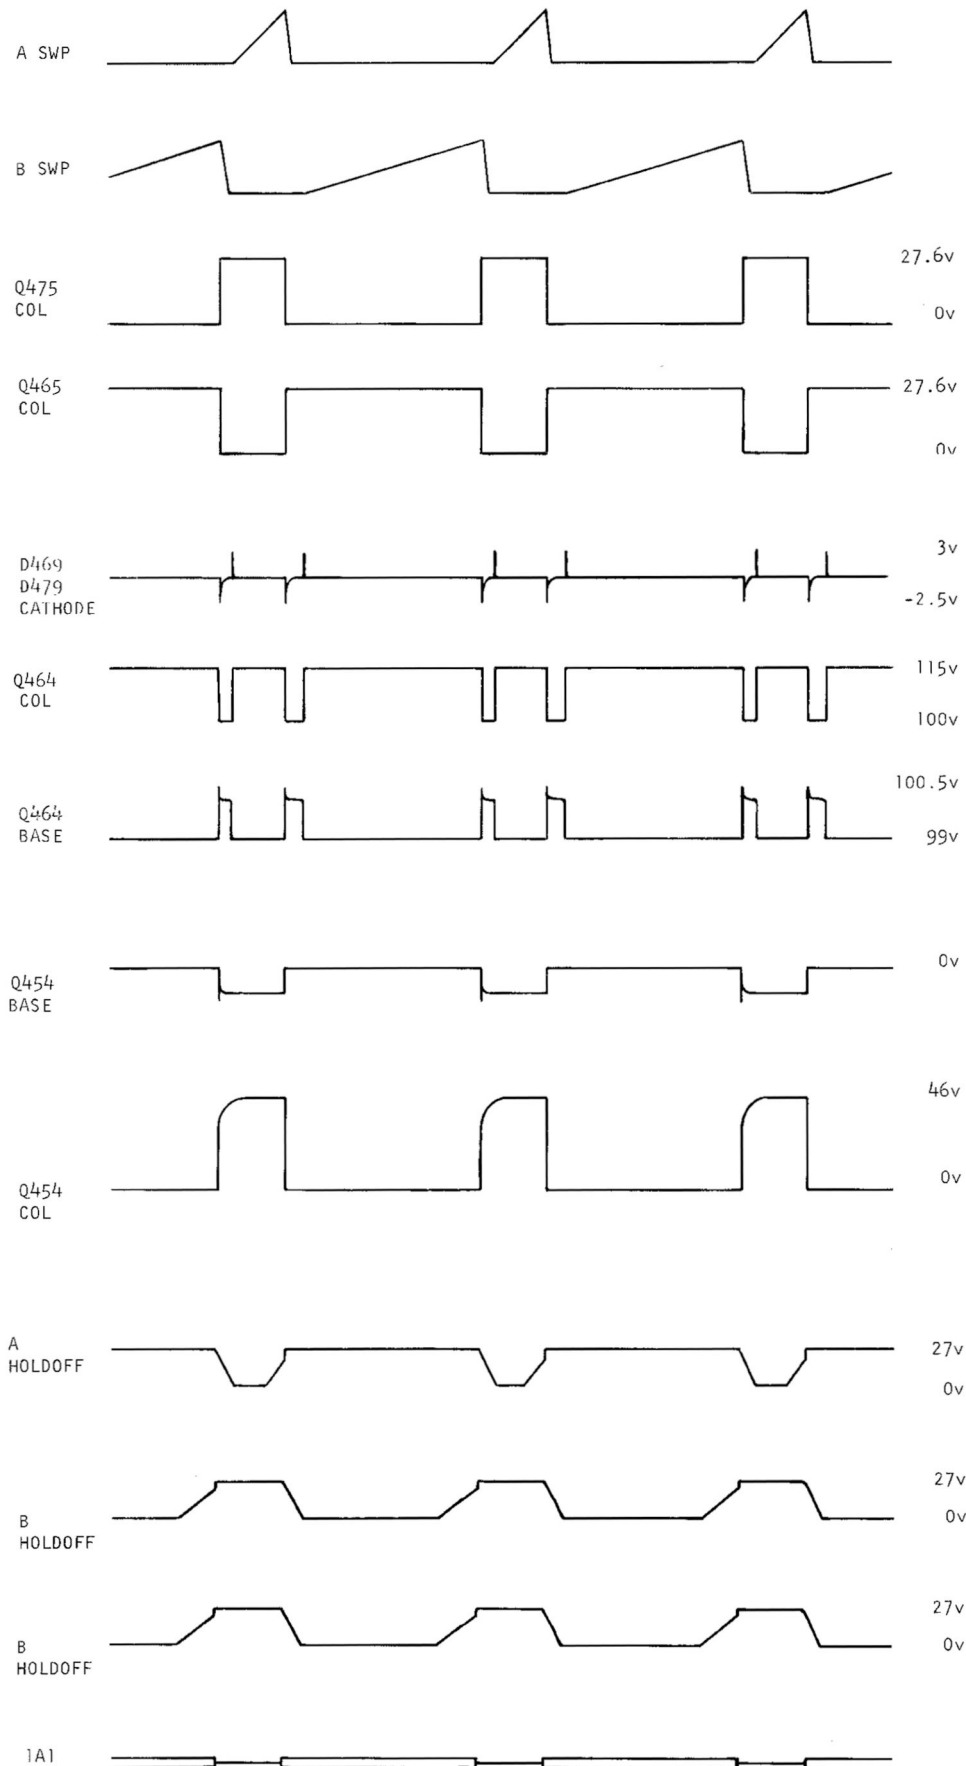 A SWP
B SWP
Q475
COL
27.6v
0v
Q465
COL
27.6v
0v
D469
D479
CATHODE
3v
-2.5v
Q464
COL
115v
100v
Q464
BASE
100.5v
99v
Q454
BASE
0v
Q454
COL
46v
0v
A
HOLDOFF
27v
0v
B
HOLDOFF
27v
0v
B
HOLDOFF
27v
0v
1A1